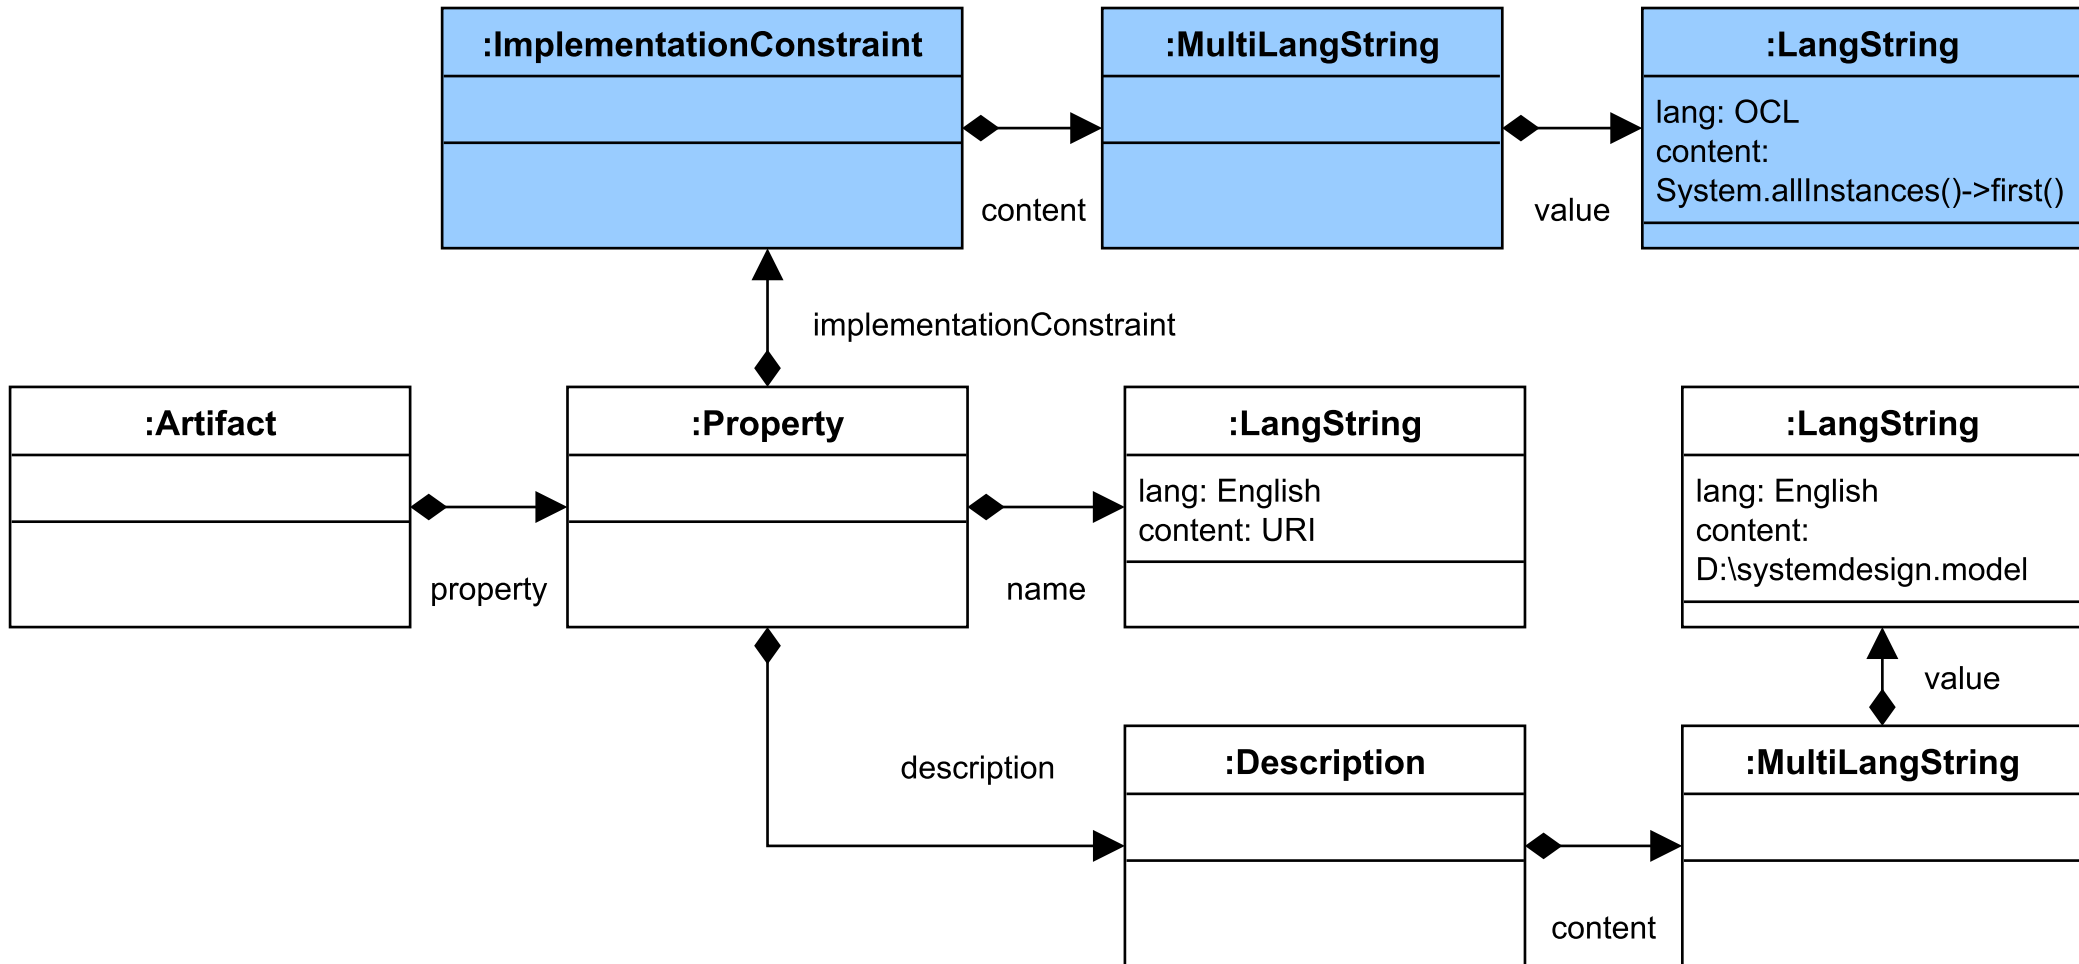 :ImplementationConstraint
:MultiLangString
:LangString
lang: OCL
content:
System.allInstances()->first()
content
value
implementationConstraint
:Artifact
:Property
:LangString
lang: English
content: URI
:LangString
lang: English
content:
D:\systemdesign.model
property
name
value
description
:Description
:MultiLangString
content